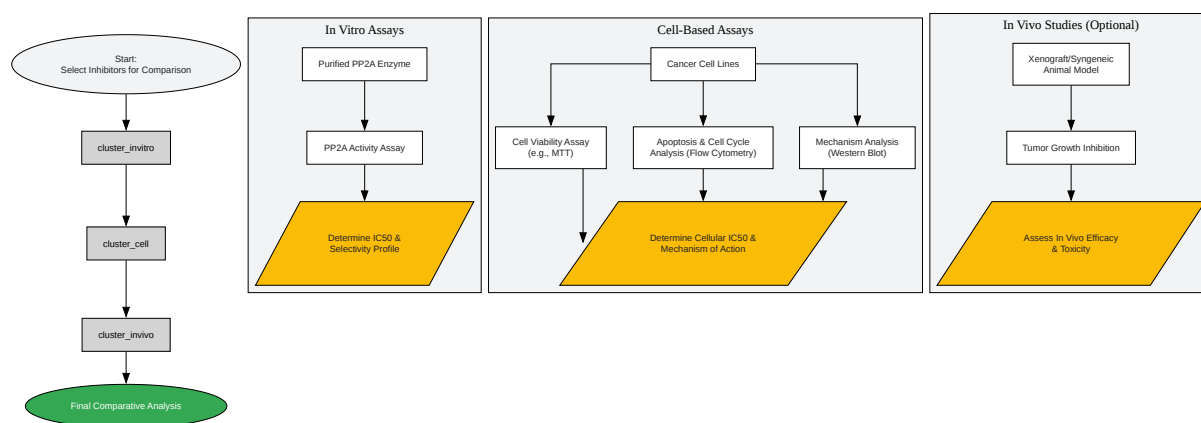 Start:
Select Inhibitors for Comparison
cluster_invitro
cluster_cell
cluster_invivo
Final Comparative Analysis
In Vitro Assays
Purified PP2A Enzyme
PP2A Activity Assay
Determine IC50 &
Selectivity Profile
Cell-Based Assays
Cancer Cell Lines
Cell Viability Assay
(e.g., MTT)
Apoptosis & Cell Cycle
Analysis (Flow Cytometry)
Mechanism Analysis
(Western Blot)
Determine Cellular IC50 &
Mechanism of Action
In Vivo Studies (Optional)
Xenograft/Syngeneic
Animal Model
Tumor Growth Inhibition
Assess In Vivo Efficacy
& Toxicity